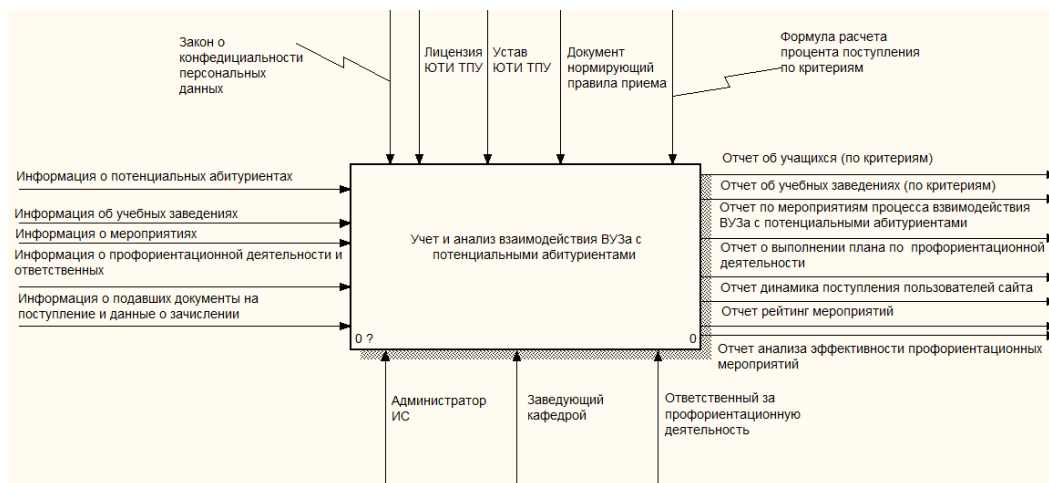 Закон о
конфедициальности
персональных
данных
Лицензия
ЮТИ ТПУ
Устав
ЮТИ ТПУ
Документ
нормирующий
правила приема
Формула расчета
процента поступления
по критериям
Информация о потенциальных абитуриентах
Информация об учебных заведениях
Информация о мероприятиях
Информация о профориентационной деятельности и
ответственных
Информация о подавших документы на
поступление и данные о зачислении
Учет и анализ взаимодействия ВУЗа с
потенциальными абитуриентами
0 ?
0
Отчет об учащихся (по критериям)
Отчет об учебных заведениях (по критериям)
Отчет по мероприятиям процесса взвимодействия
ВУЗа с потенциальными абитуриентами
Отчет о выполнении плана по профориентационной
деятельности
Отчет динамика поступления пользователей сайта
Отчет рейтинг мероприятий
Отчет анализа эффективности профориентационных
мероприятий
Администратор
ИС
Заведующий
кафедрой
Ответственный за
профориентационную
деятельность